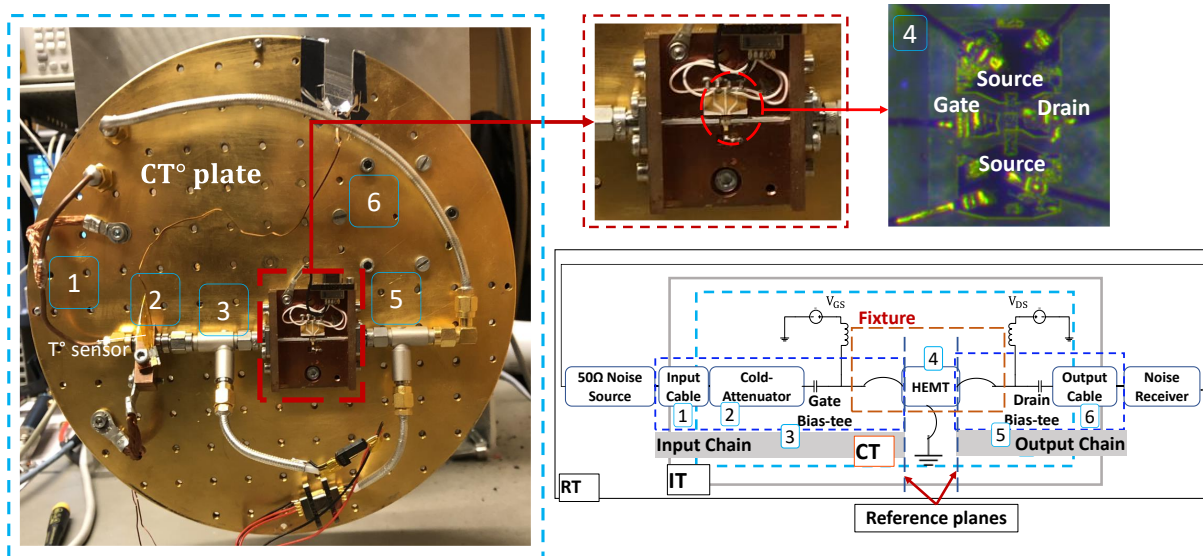 CT° plate
1
2
3
T° sensor
5
6
4
Source
Gate
Drain
Source
V_GS
V_DS
Fixture
4
50Ω Noise
Source
Input
Cable
1
Cold-
Attenuator
2
Gate
Bias-tee
3
HEMT
Drain
Bias-tee
5
Output
Cable
6
Noise
Receiver
Input Chain
CT
Output Chain
IT
RT
Reference planes